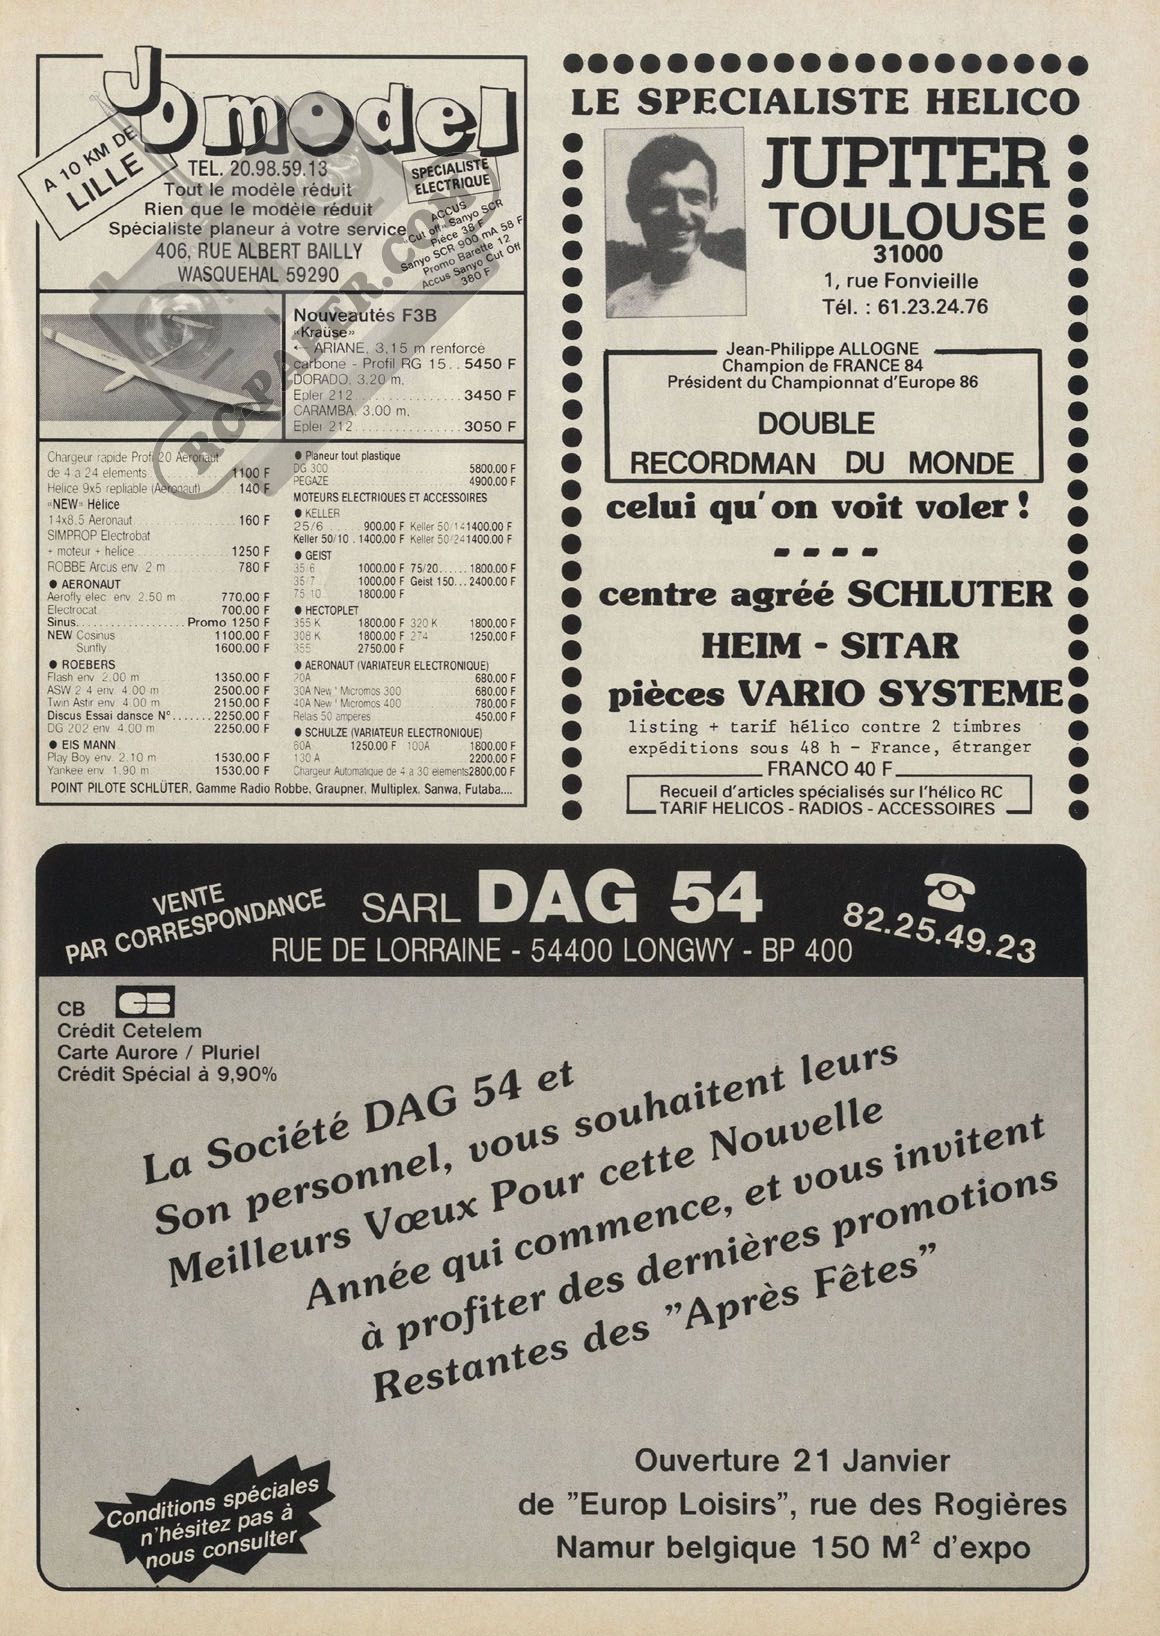 Jomodel
A 10 KM DE
LILLE
TEL. 20.98.59.13
Tout le modèle réduit
Rien que le modèle réduit
Spécialiste planeur à votre service
406, RUE ALBERT BAILLY
WASQUEHAL 59290
SPECIALISTE
ELECTRIQUE
ACCUS
"Cut off" Sanyo SCR
Pièce 38 F
Sanyo SCR 900 mA 58 F
Promo Barette 12
Accus Sanyo Cut Off
360 F
RCPAPER.COM
Nouveautés F3B
«Kraüse»
← ARIANE, 3,15 m renforcé
carbone - Profil RG 15.. 5450 F
DORADO, 3.20 m,
Epler 212 3450 F
CARAMBA, 3.00 m,
Epler 212 3050 F
Chargeur rapide Profi 20 Aeronaut
de 4 a 24 elements 1100 F
Helice 9x5 repliable (Aeronaut) 140 F
«NEW» Hélice
14x8,5 Aeronaut 160 F
SIMPROP Electrobat
+ moteur + helice 1250 F
ROBBE Arcus env. 2 m 780 F
● AERONAUT
Aerofly elec. env. 2.50 m 770.00 F
Electrocat 700.00 F
Sinus..... Promo 1250 F
NEW Cosinus 1100.00 F
Sunfly 1600.00 F
● ROEBERS
Flash env. 2.00 m 1350.00 F
ASW 2 4 env. 4.00 m 2500.00 F
Twin Astir env. 4.00 m 2150.00 F
Discus Essai dansce N°....... 2250.00 F
DG 202 env. 4.00 m 2250.00 F
● EIS MANN
Play Boy env. 2.10 m 1530.00 F
Yankee env. 1,90 m 1530.00 F
● Planeur tout plastique
DG 300 5800.00 F
PEGAZE 4900.00 F
MOTEURS ELECTRIQUES ET ACCESSOIRES
● KELLER
25/6 900.00 F Keller 50/14 1400.00 F
Keller 50/10 . 1400.00 F Keller 50/24 1400.00 F
● GEIST
35 6 1000.00 F 75/20...... 1800.00 F
35 7 1000.00 F Geist 150... 2400.00 F
75 10 1800.00 F
● HECTOPLET
355 K 1800.00 F 320 K 1800.00 F
308 K 1800.00 F 274 1250.00 F
355 2750.00 F
● AERONAUT (VARIATEUR ELECTRONIQUE)
20A 680.00 F
30A New ' Micromos 300 680.00 F
40A New ' Micromos 400 780.00 F
Relais 50 amperes 450.00 F
● SCHULZE (VARIATEUR ELECTRONIQUE)
60A 1250.00 F 100A 1800.00 F
130 A 2200.00 F
Chargeur Automatique de 4 a 30 elements 2800,00 F
POINT PILOTE SCHLÜTER, Gamme Radio Robbe, Graupner, Multiplex, Sanwa, Futaba....
LE SPECIALISTE HELICO
JUPITER
TOULOUSE
31000
1, rue Fonvieille
Tél. : 61.23.24.76
Jean-Philippe ALLOGNE
Champion de FRANCE 84
Président du Championnat d'Europe 86
DOUBLE
RECORDMAN DU MONDE
celui qu'on voit voler !
- - - -
centre agréé SCHLUTER
HEIM - SITAR
pièces VARIO SYSTEME
listing + tarif hélico contre 2 timbres
expéditions sous 48 h - France, étranger
FRANCO 40 F
Recueil d'articles spécialisés sur l'hélico RC
TARIF HELICOS - RADIOS - ACCESSOIRES
VENTE
PAR CORRESPONDANCE
SARL DAG 54
82.25.49.23
RUE DE LORRAINE - 54400 LONGWY - BP 400
CB
Crédit Cetelem
Carte Aurore / Pluriel
Crédit Spécial à 9,90%
La Société DAG 54 et
Son personnel, vous souhaitent leurs
Meilleurs Vœux Pour cette Nouvelle
Année qui commence, et vous invitent
à profiter des dernières promotions
Restantes des "Après Fêtes"
Conditions spéciales
n'hésitez pas à
nous consulter
Ouverture 21 Janvier
de "Europ Loisirs", rue des Rogières
Namur belgique 150 M² d'expo